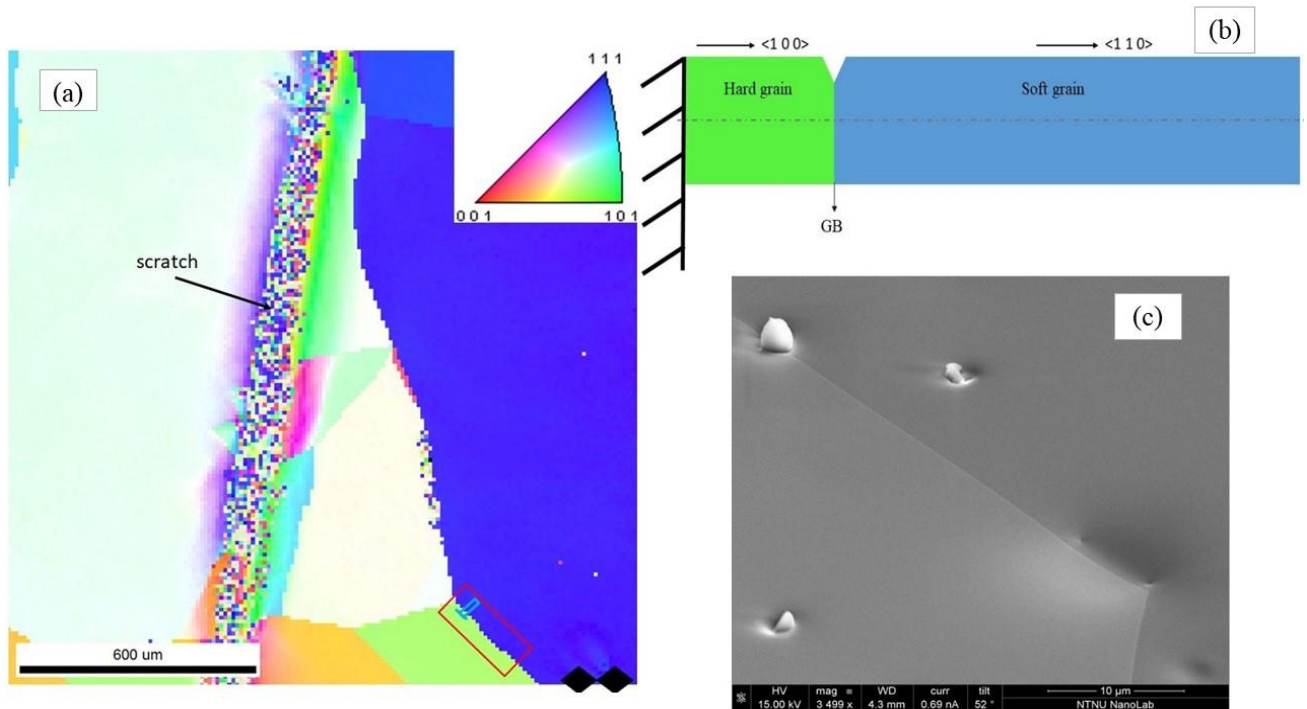 (a)
111
001
101
scratch
600 um
(b)
<1 0 0>
<1 1 0>
Hard grain
Soft grain
GB
(c)
HV
mag
WD
curr
tilt
15.00 kV
3 499 x
4.3 mm
0.69 nA
52 °
10 µm
NTNU NanoLab